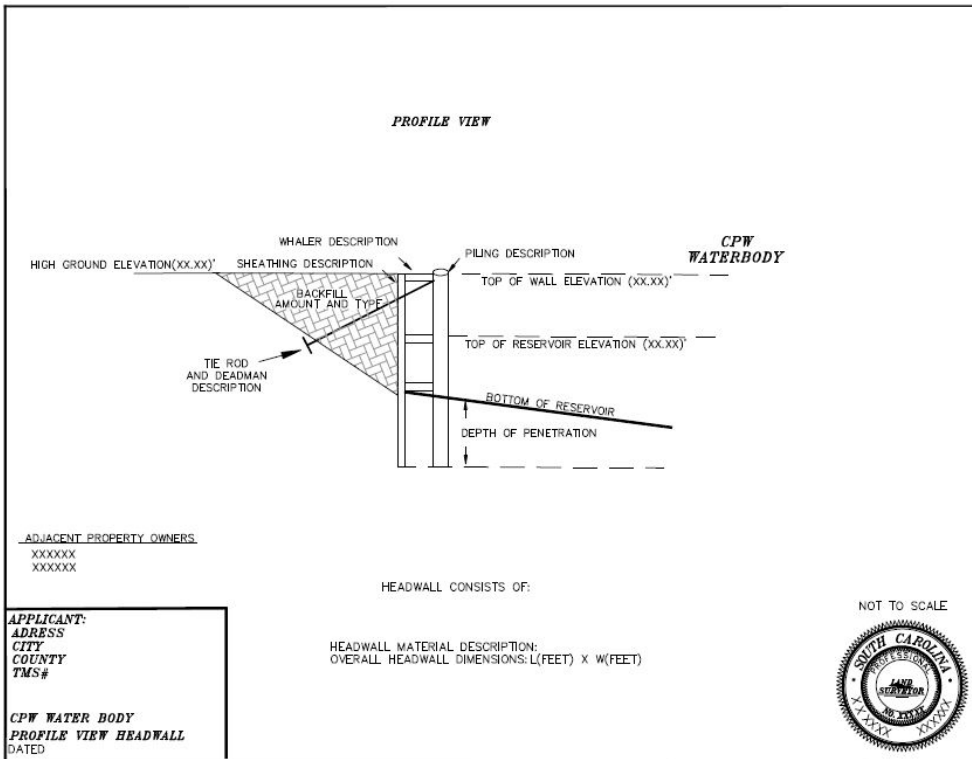 PROFILE VIEW
CPW
WATERBODY
WHALER DESCRIPTION
PILING DESCRIPTION
HIGH GROUND ELEVATION(XX.XX)'
SHEATHING DESCRIPTION
TOP OF WALL ELEVATION (XX.XX)'
BACKFILL
AMOUNT AND TYPE
TOP OF RESERVOIR ELEVATION (XX.XX)'
TIE ROD
AND DEADMAN
DESCRIPTION
BOTTOM OF RESERVOIR
DEPTH OF PENETRATION
ADJACENT PROPERTY OWNERS
XXXXXX
XXXXXX
HEADWALL CONSISTS OF:
HEADWALL MATERIAL DESCRIPTION:
OVERALL HEADWALL DIMENSIONS: L(FEET) X W(FEET)
APPLICANT:
ADRESS
CITY
COUNTY
TMS#
CPW WATER BODY
PROFILE VIEW HEADWALL
DATED
NOT TO SCALE
SOUTH CAROLINA
PROFESSIONAL
LAND
SURVEYOR
NO. XXXXX
XXXXXX XXXXXX